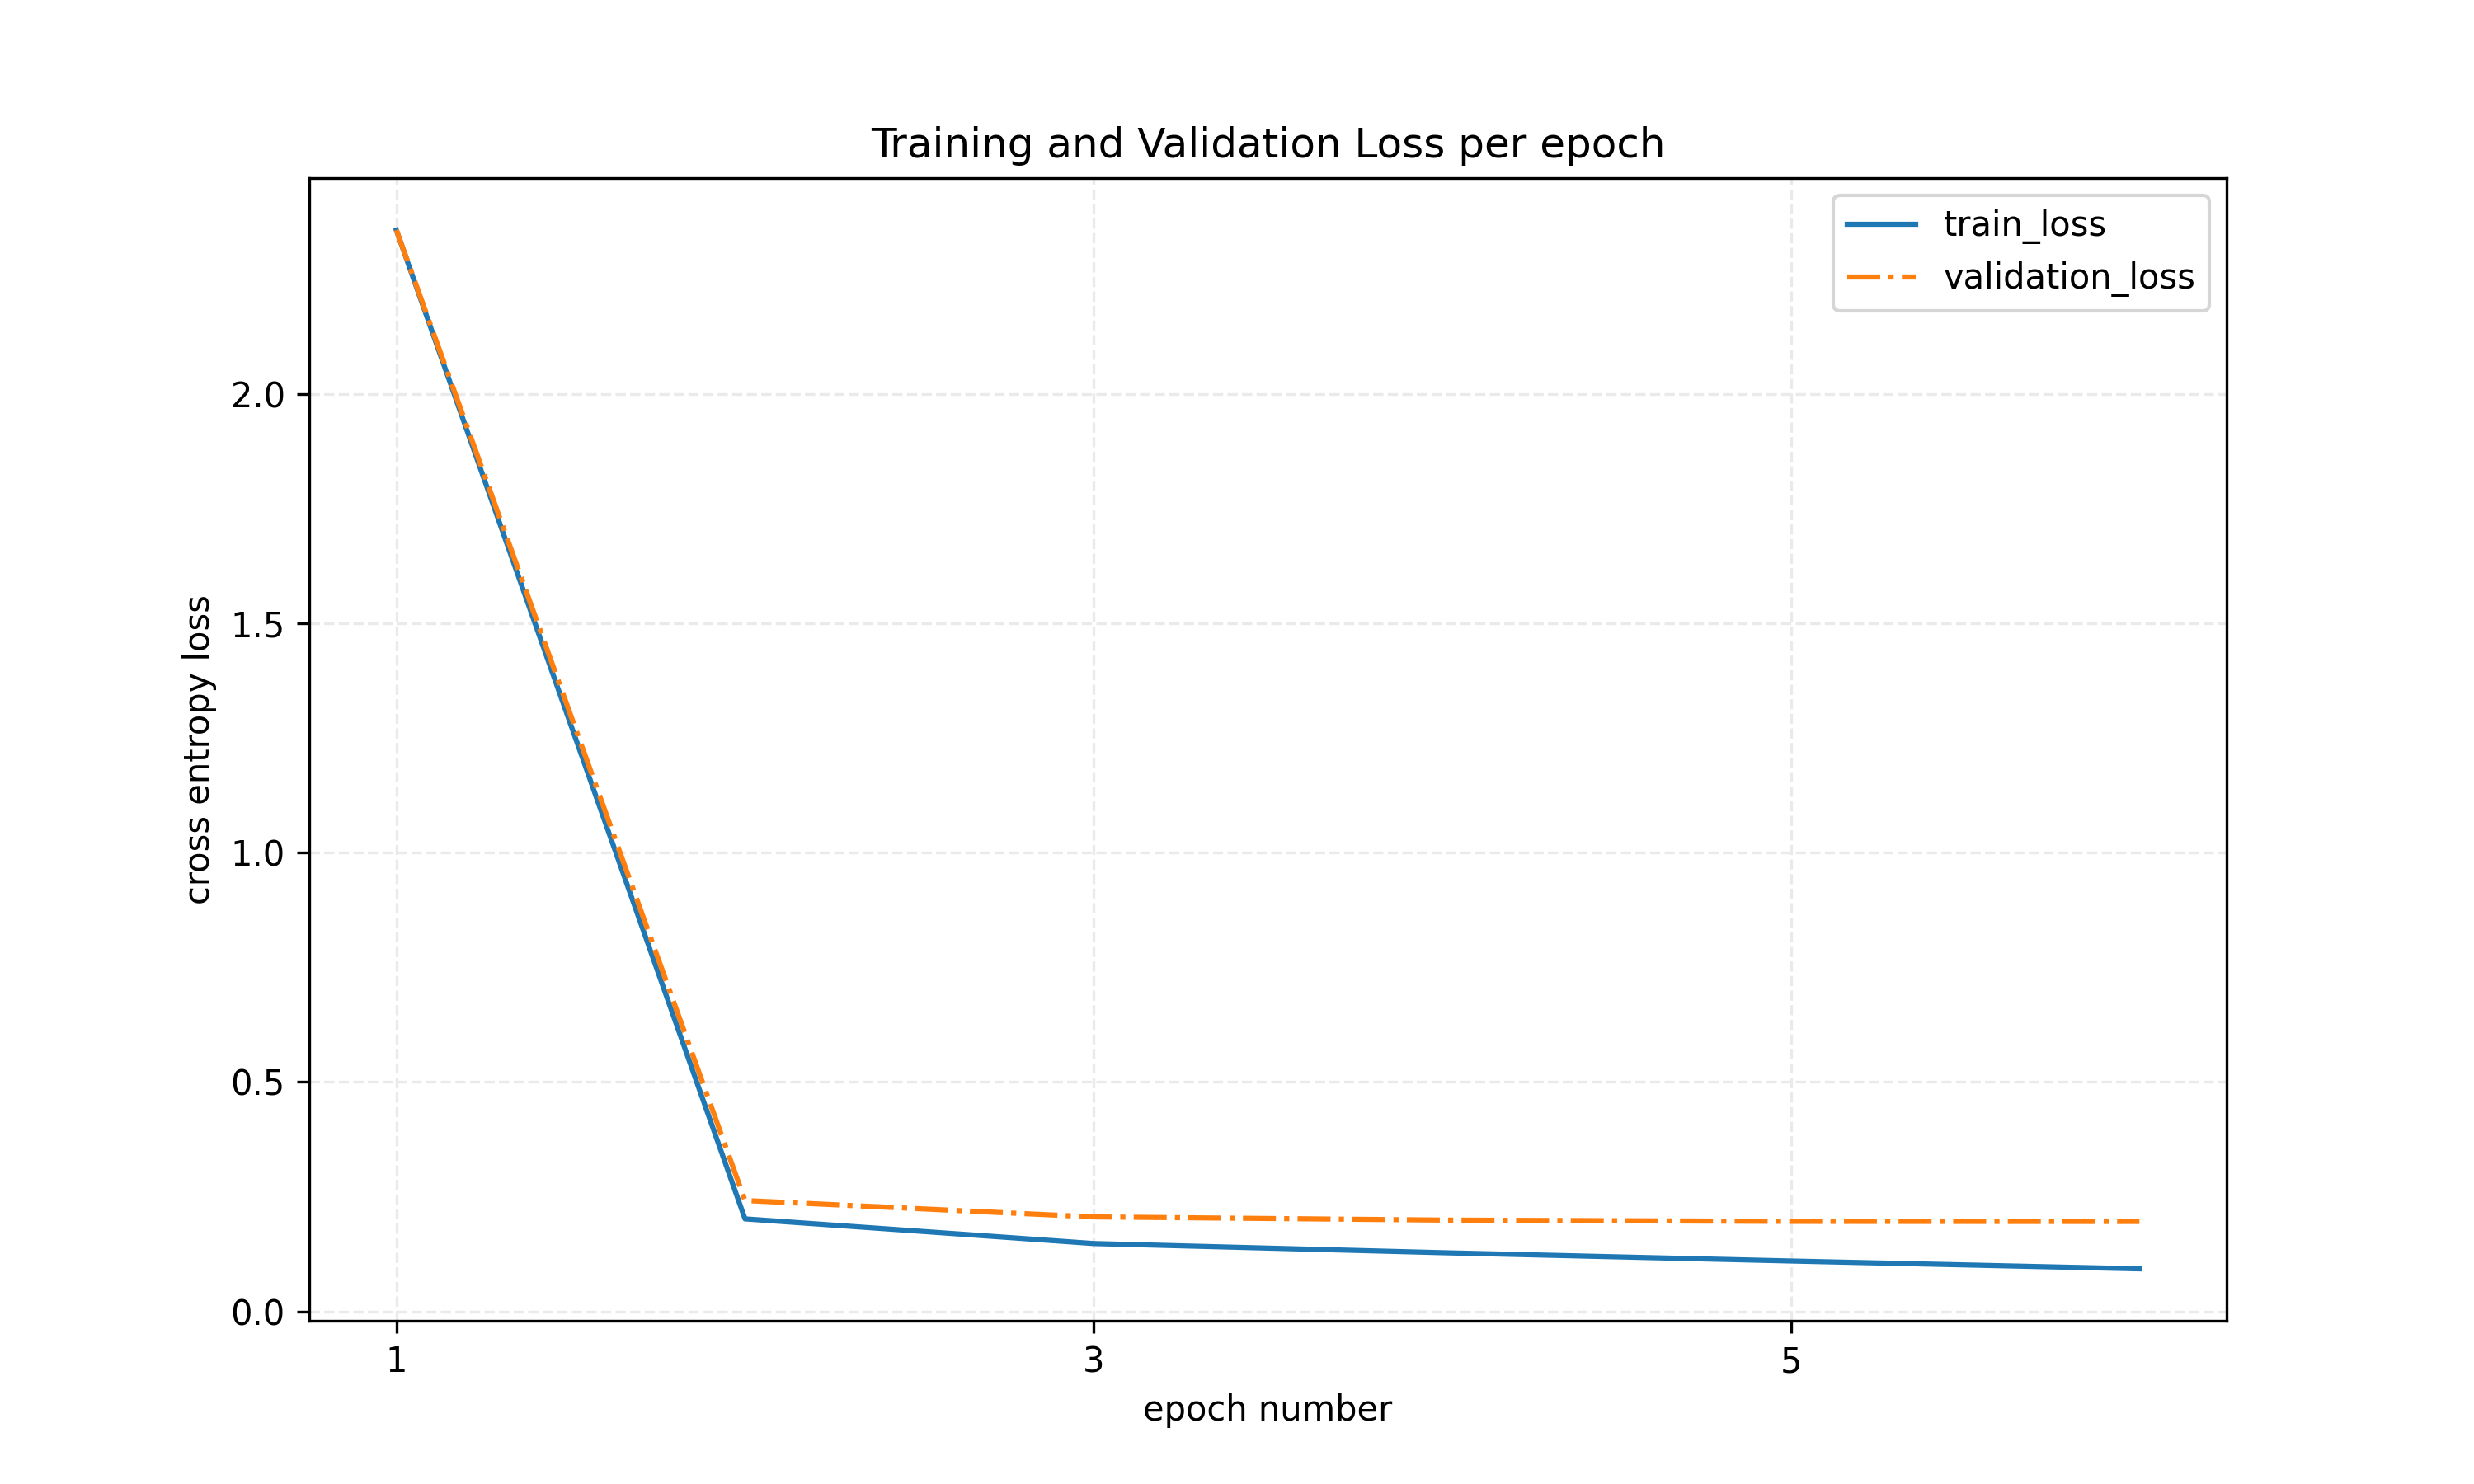 Training and Validation Loss per epoch
train_loss
validation_loss
cross entropy loss
2.0
1.5
1.0
0.5
0.0
1 3 5
epoch number